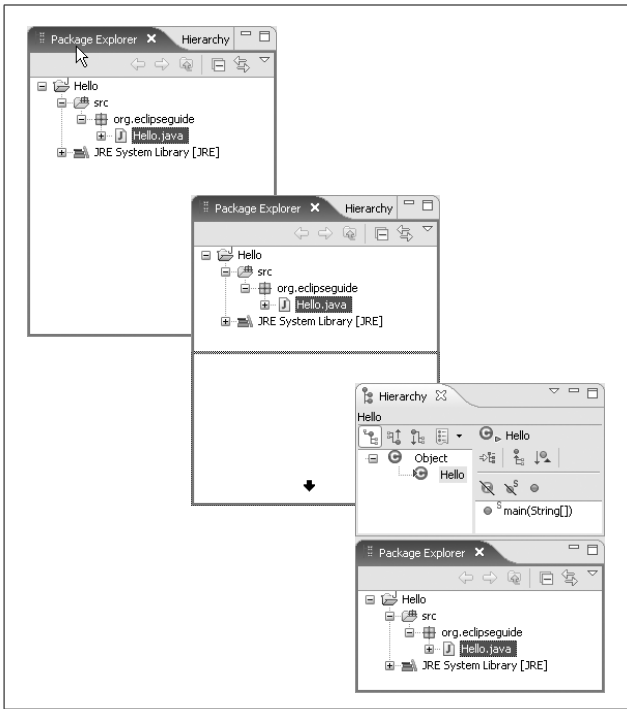 Package Explorer Hierarchy
Hello
src
org.eclipseguide
Hello.java
JRE System Library [JRE]
Package Explorer Hierarchy
Hello
src
org.eclipseguide
Hello.java
JRE System Library [JRE]
Hierarchy
Hello
Hello
Object
Hello
main(String[])
Package Explorer
Hello
src
org.eclipseguide
Hello.java
JRE System Library [JRE]